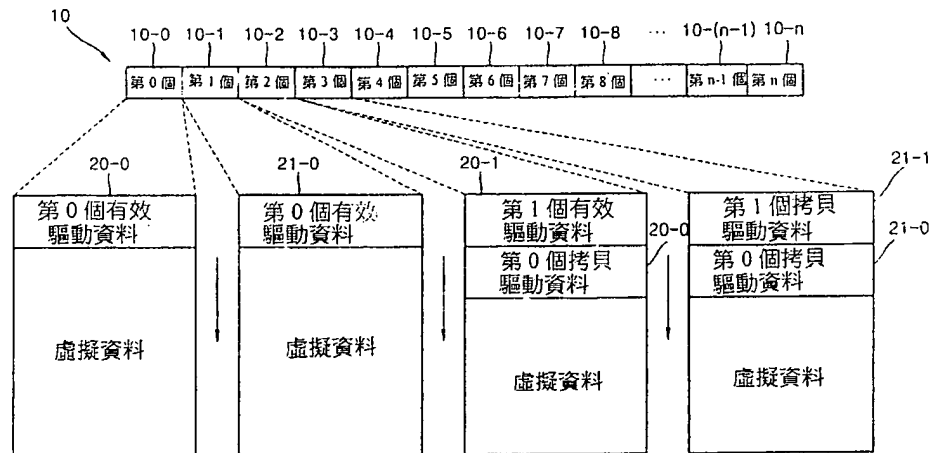 10
10-0 10-1 10-2 10-3 10-4 10-5 10-6 10-7 10-8 ... 10-(n-1) 10-n
第0個 第1個 第2個 第3個 第4個 第5個 第6個 第7個 第8個 ... 第n-1個 第n個
20-0
第0個有效
驅動資料
虛擬資料
21-0
第0個有效
驅動資料
虛擬資料
20-1
第1個有效
驅動資料
20-0
第0個拷貝
驅動資料
虛擬資料
21-1
第1個拷貝
驅動資料
21-0
第0個拷貝
驅動資料
虛擬資料